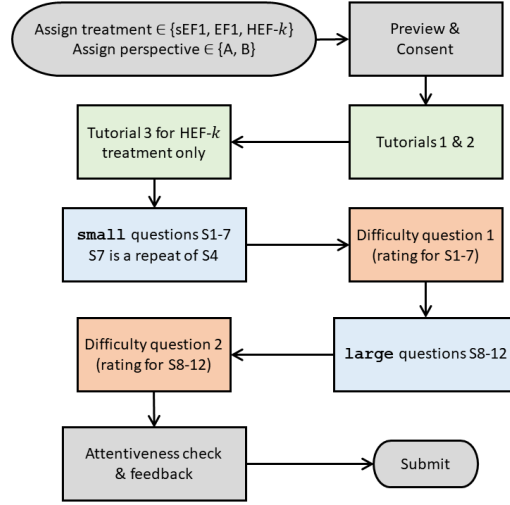 Assign treatment ∈ {sEF1, EF1, HEF-k}
Assign perspective ∈ {A, B}
Preview &
Consent
Tutorials 1 & 2
Tutorial 3 for HEF-k
treatment only
small questions S1-7
S7 is a repeat of S4
Difficulty question 1
(rating for S1-7)
large questions S8-12
Difficulty question 2
(rating for S8-12)
Attentiveness check
& feedback
Submit